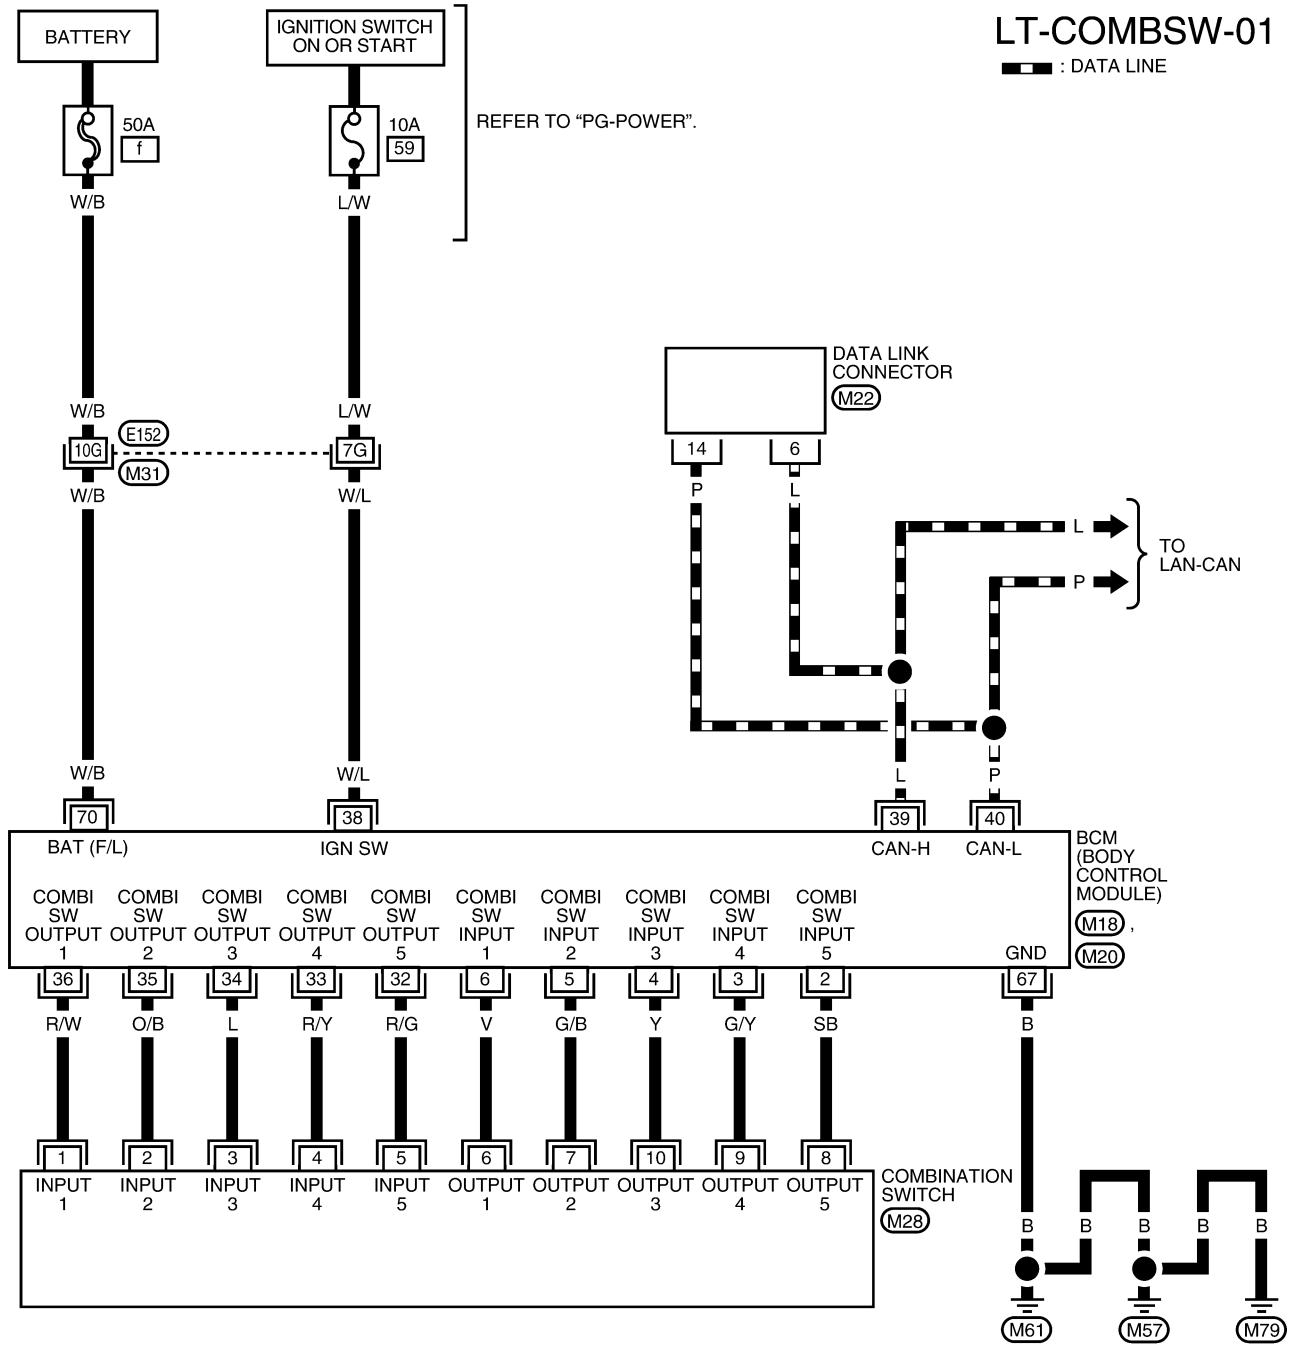 BATTERY
IGNITION SWITCH
ON OR START
LT-COMBSW-01
: DATA LINE
50A
f
10A
59
REFER TO “PG-POWER”.
W/B
L/W
W/B
L/W
10G
E152
M31
7G
W/B
W/L
DATA LINK
CONNECTOR
M22
14
6
P
L
L
P
TO
LAN-CAN
W/B
W/L
L
P
70
38
39
40
BAT (F/L)
IGN SW
CAN-H
CAN-L
BCM
(BODY
CONTROL
MODULE)
M18 ,
M20
COMBI
SW
OUTPUT
1
COMBI
SW
OUTPUT
2
COMBI
SW
OUTPUT
3
COMBI
SW
OUTPUT
4
COMBI
SW
OUTPUT
5
COMBI
SW
INPUT
1
COMBI
SW
INPUT
2
COMBI
SW
INPUT
3
COMBI
SW
INPUT
4
COMBI
SW
INPUT
5
GND
36
35
34
33
32
6
5
4
3
2
67
R/W
O/B
L
R/Y
R/G
V
G/B
Y
G/Y
SB
B
1
2
3
4
5
6
7
10
9
8
INPUT
1
INPUT
2
INPUT
3
INPUT
4
INPUT
5
OUTPUT
1
OUTPUT
2
OUTPUT
3
OUTPUT
4
OUTPUT
5
COMBINATION
SWITCH
M28
B
B
B
B
B
M61
M57
M79